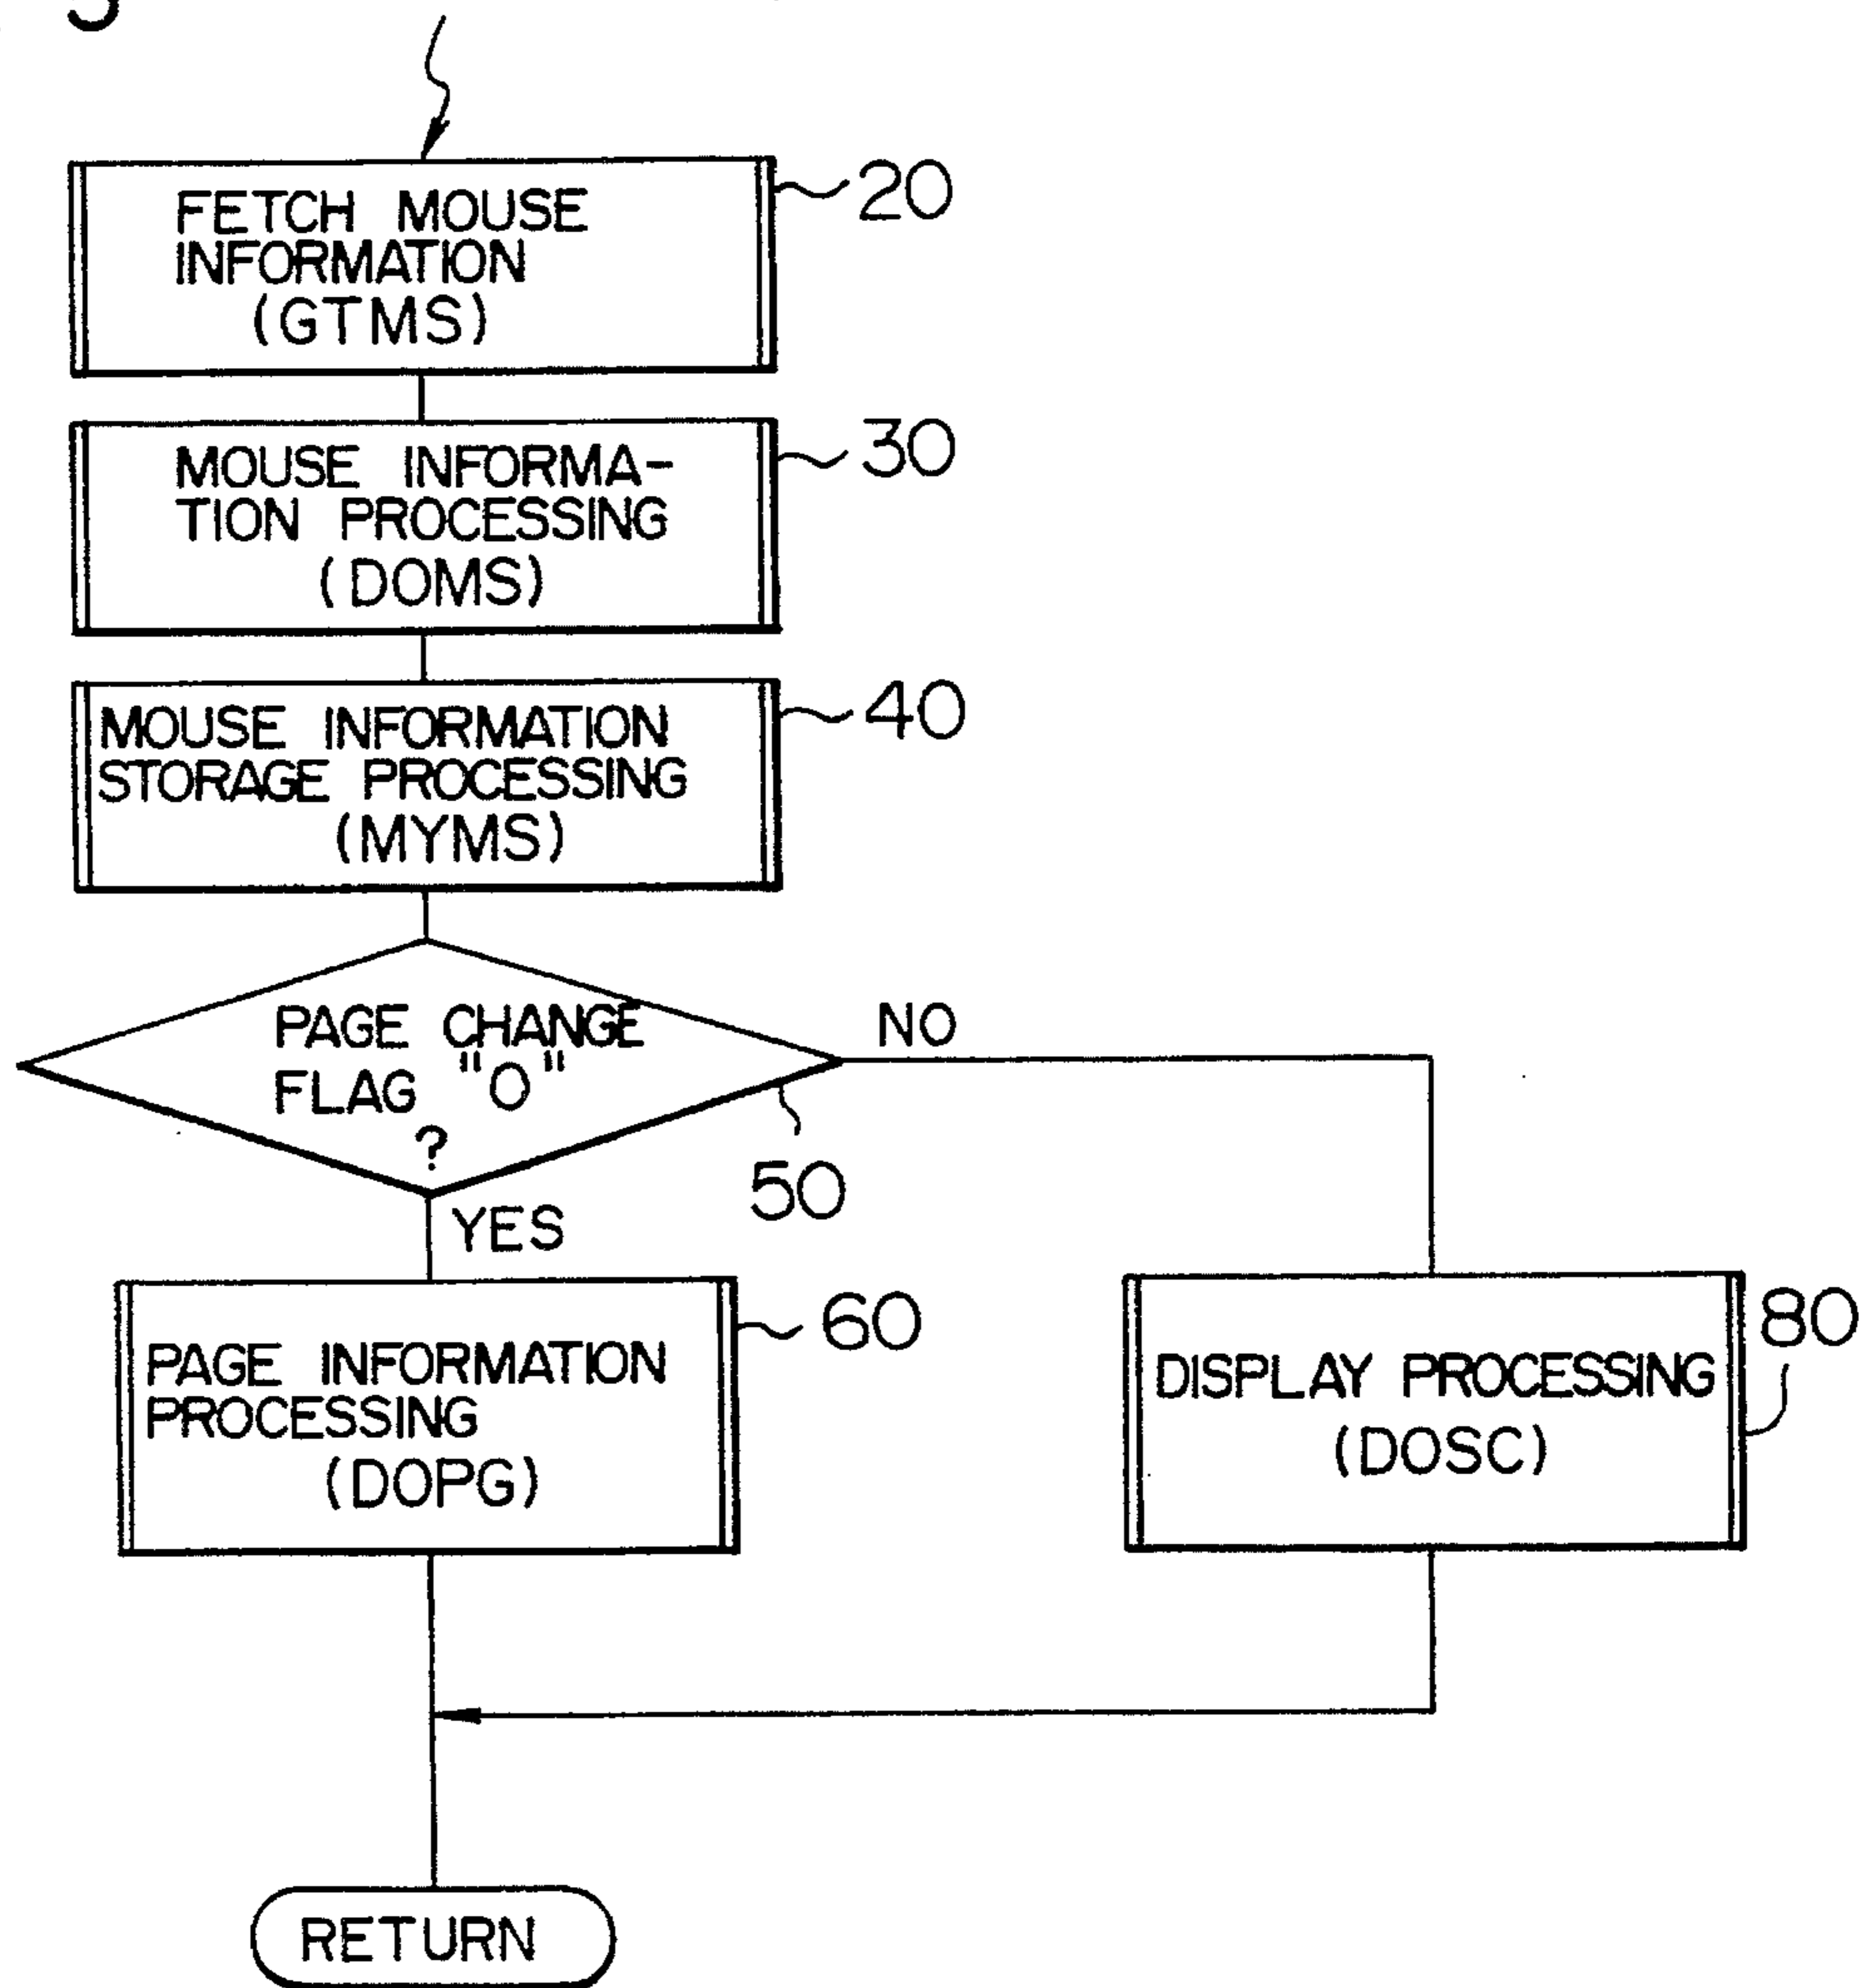 FETCH MOUSE
INFORMATION
(GTMS)
20
MOUSE INFORMA-
TION PROCESSING
(DOMS)
30
MOUSE INFORMATION
STORAGE PROCESSING
(MYMS)
40
PAGE CHANGE
FLAG "0"
?
NO
50
YES
PAGE INFORMATION
PROCESSING
(DOPG)
60
DISPLAY PROCESSING
(DOSC)
80
RETURN